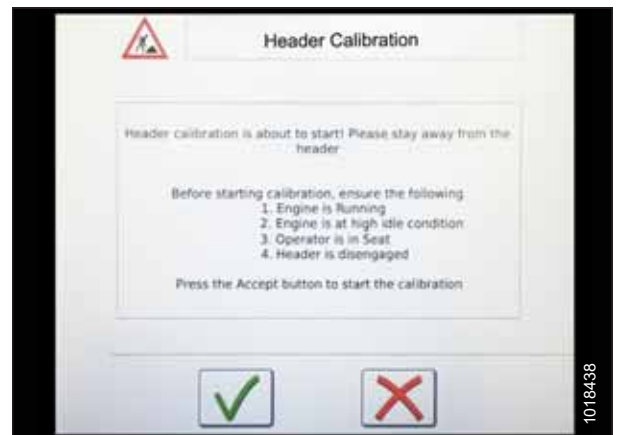 Header Calibration
Header calibration is about to start! Please stay away from the
header
Before starting calibration, ensure the following
1. Engine is Running
2. Engine is at high idle condition
3. Operator is in Seat
4. Header is disengaged
Press the Accept button to start the calibration
1018438